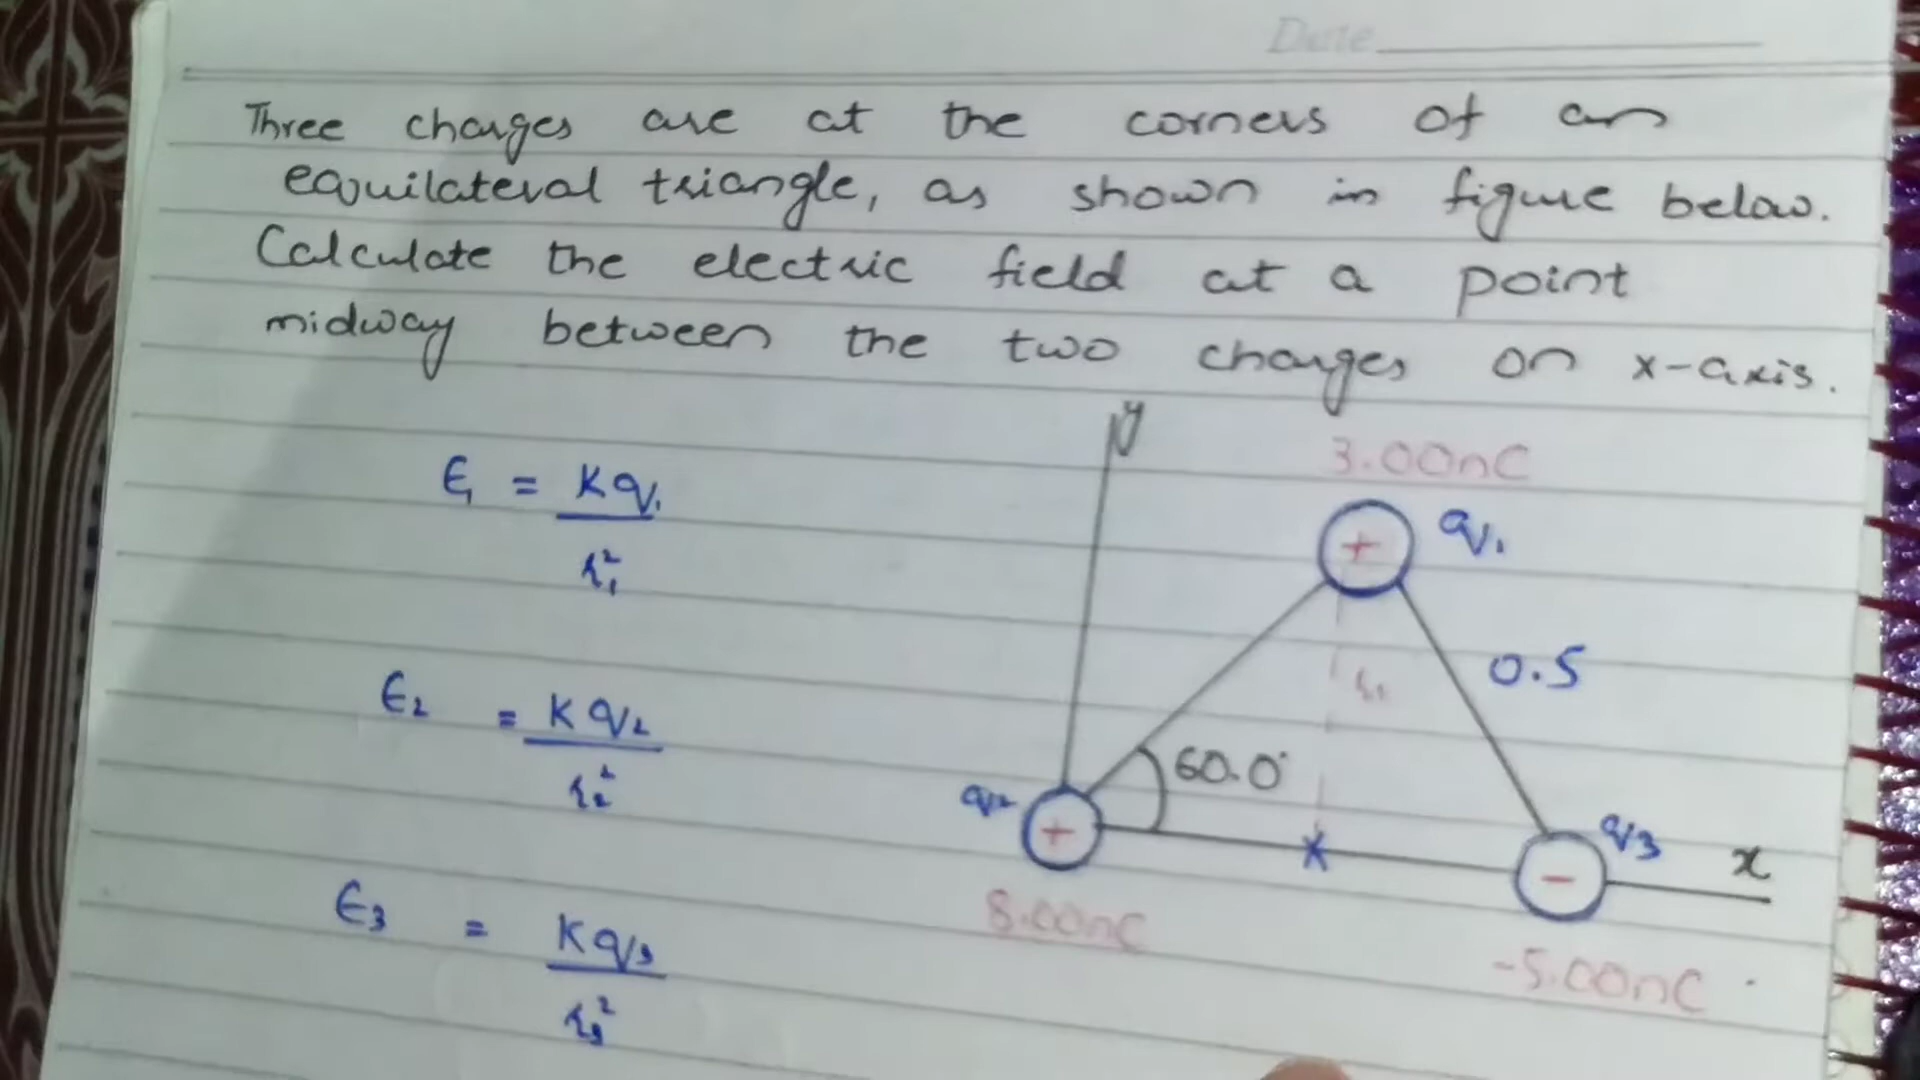 Date
Three charges are at the corners of an
equilateral triangle, as shown in figure below.
Calculate the electric field at a point
midway between the two charges on x-axis.
y
3.00nC
E₁ = Kq₁
r₁²
+ q₁
0.5
r₁
E₂ = Kq₂
r₂²
60.0°
q₂ +
× − q₃ x
8.00nC
-5.00nC
E₃ = Kq₃
r₃²